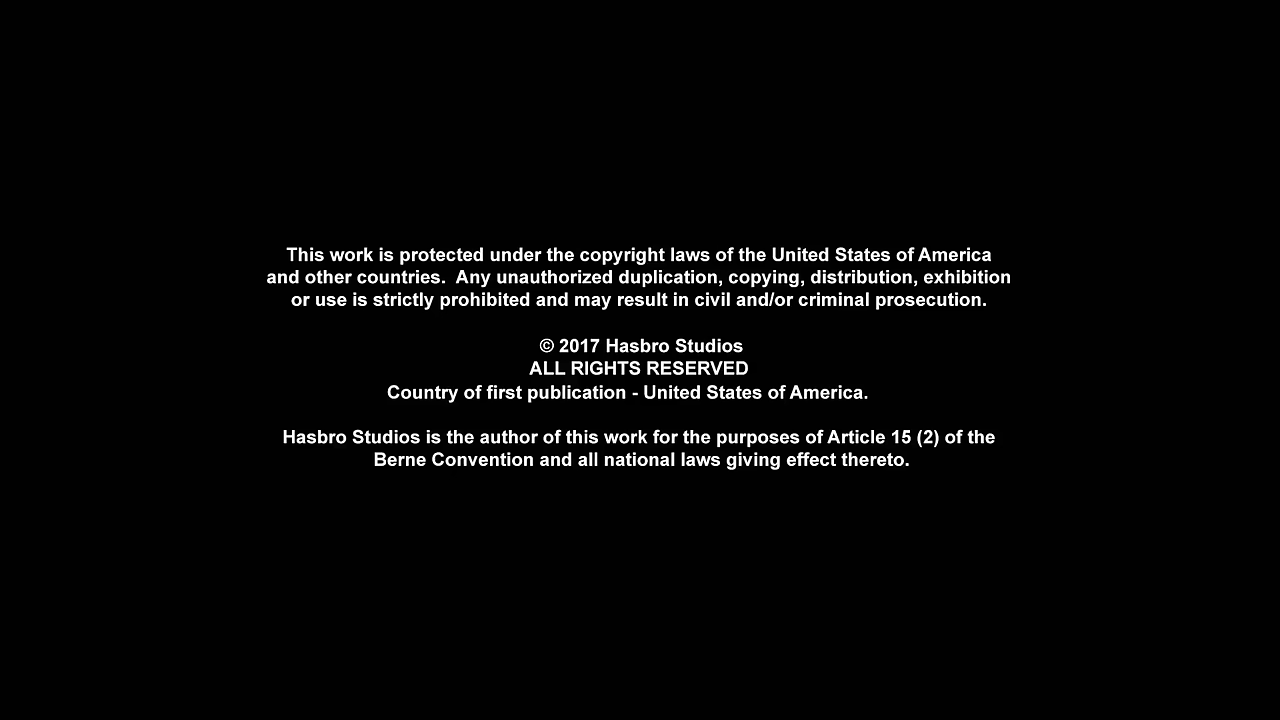 This work is protected under the copyright laws of the United States of America
and other countries.  Any unauthorized duplication, copying, distribution, exhibition
or use is strictly prohibited and may result in civil and/or criminal prosecution.
© 2017 Hasbro Studios
ALL RIGHTS RESERVED
Country of first publication - United States of America.
Hasbro Studios is the author of this work for the purposes of Article 15 (2) of the
Berne Convention and all national laws giving effect thereto.